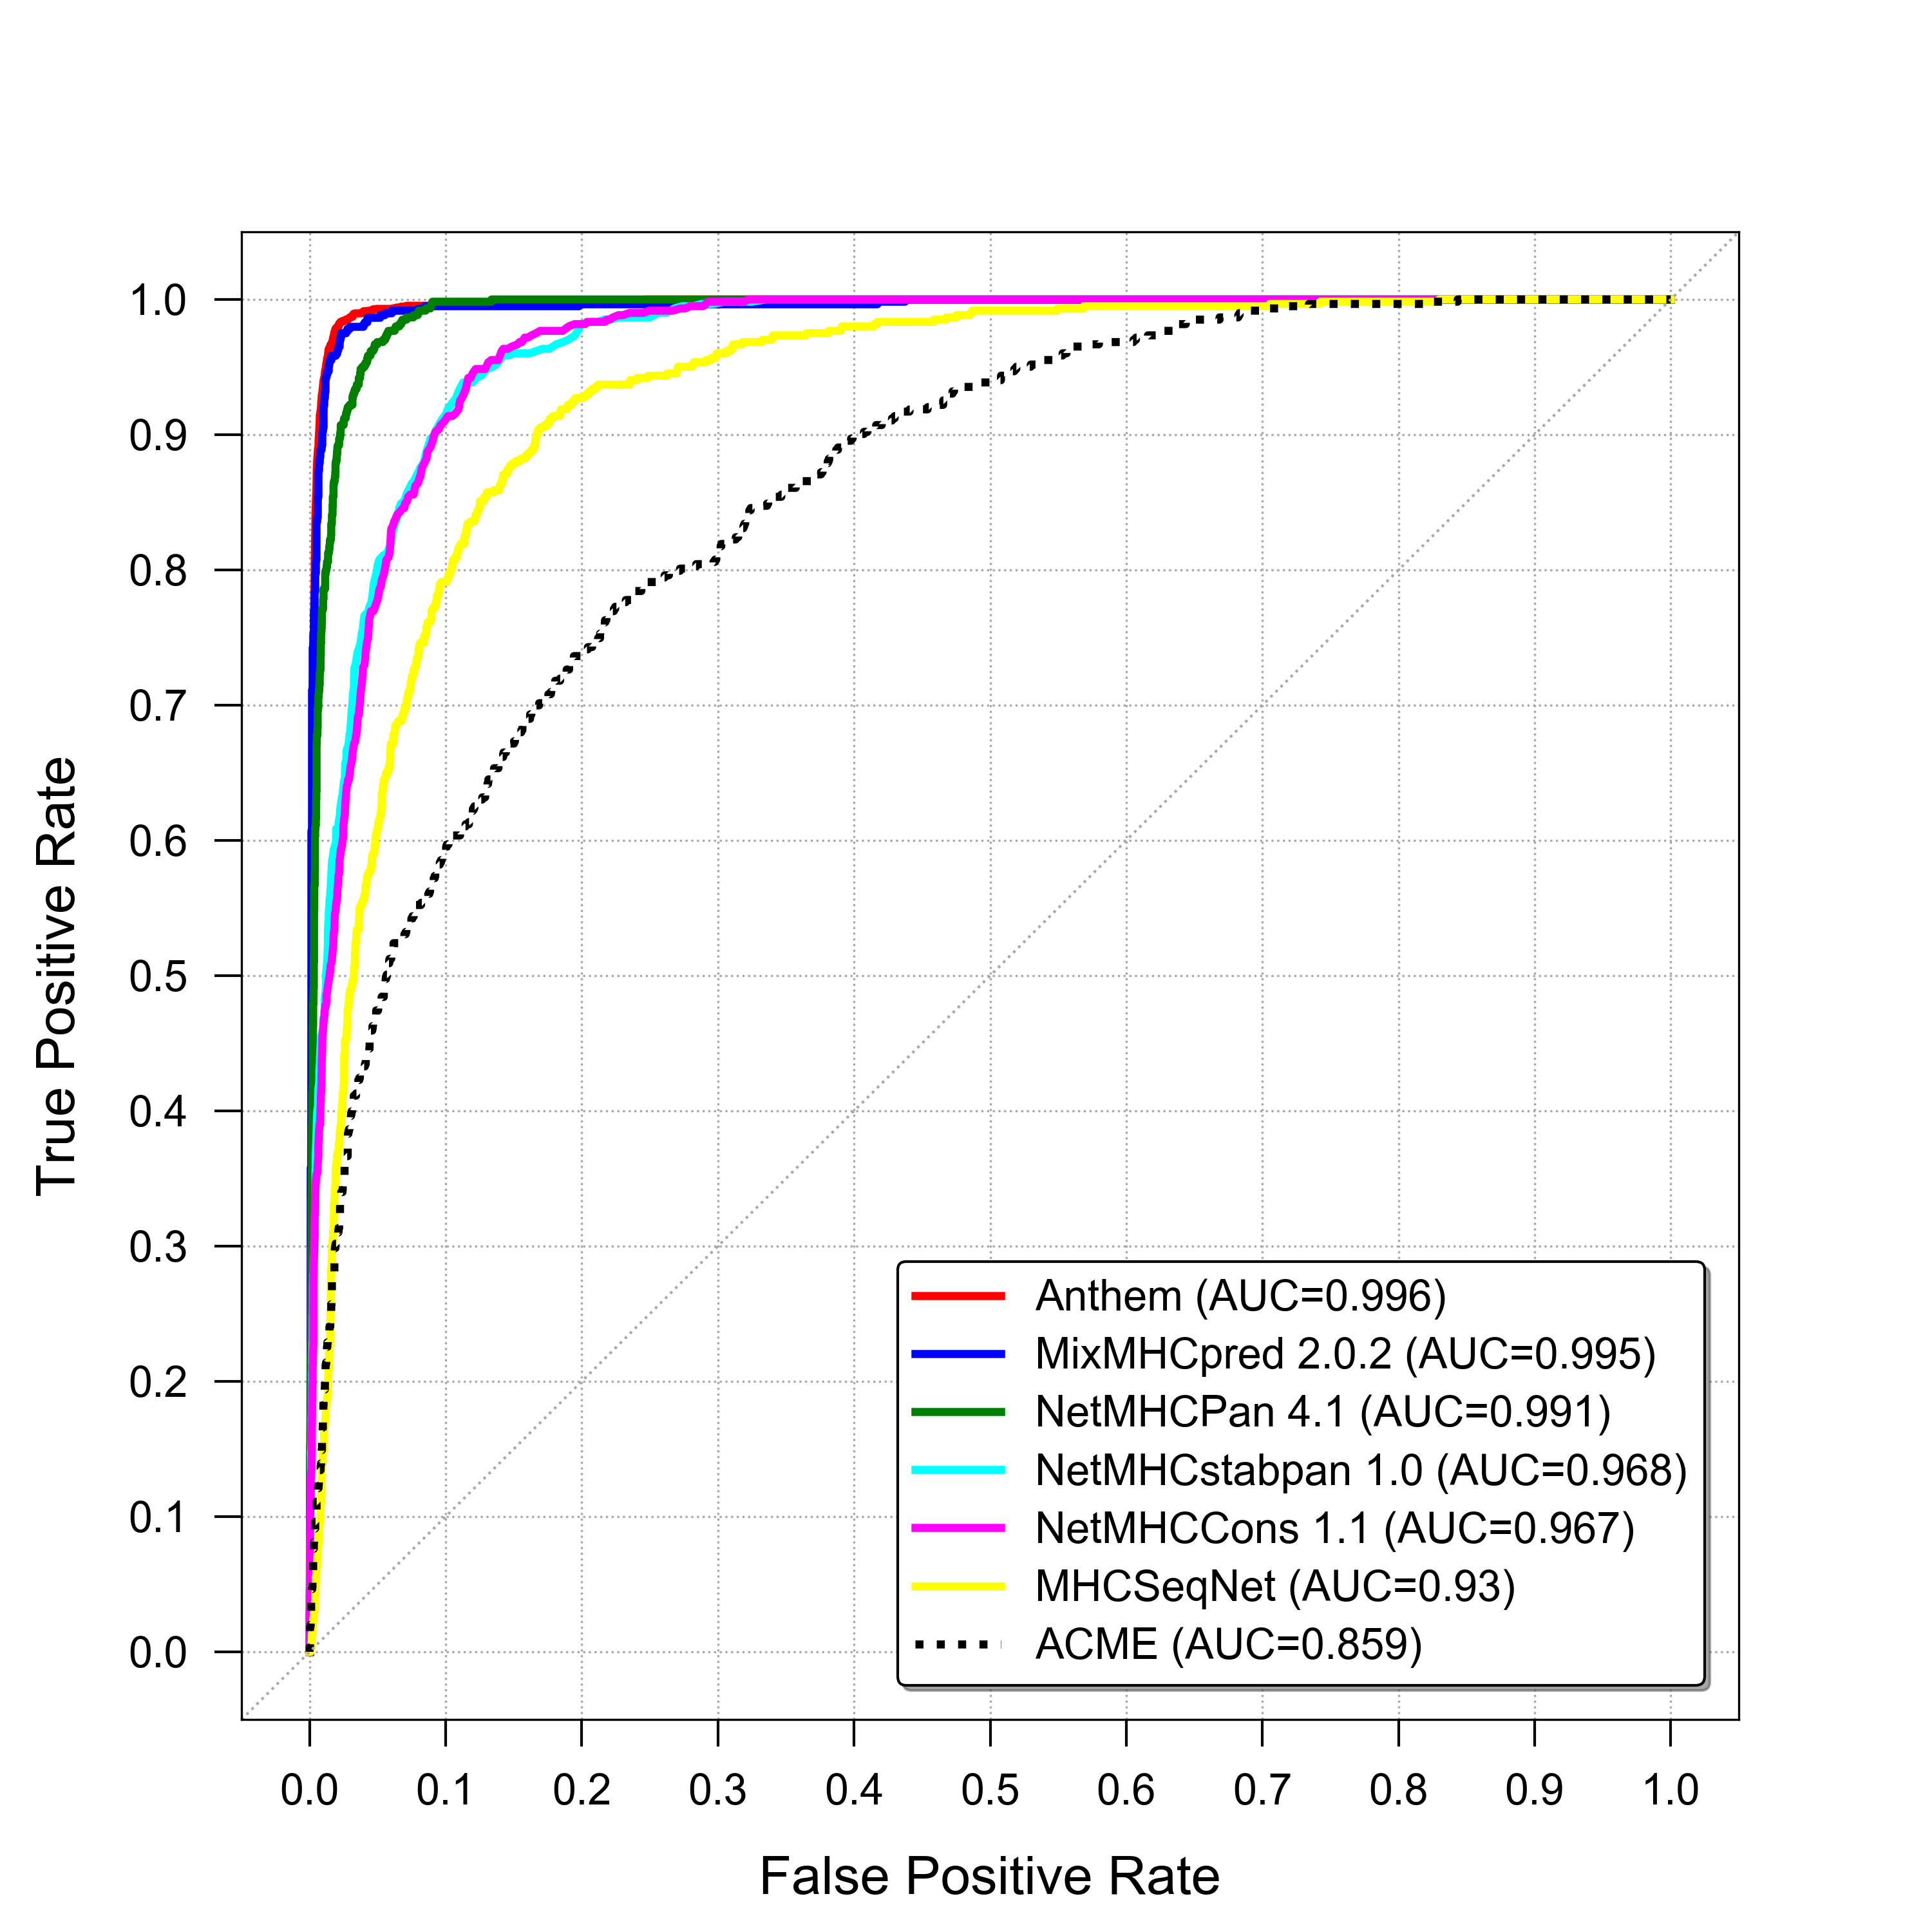 True Positive Rate
1.0
0.9
0.8
0.7
0.6
0.5
0.4
0.3
0.2
0.1
0.0
Anthem (AUC=0.996)
MixMHCpred 2.0.2 (AUC=0.995)
NetMHCPan 4.1 (AUC=0.991)
NetMHCstabpan 1.0 (AUC=0.968)
NetMHCCons 1.1 (AUC=0.967)
MHCSeqNet (AUC=0.93)
ACME (AUC=0.859)
0.0 0.1 0.2 0.3 0.4 0.5 0.6 0.7 0.8 0.9 1.0
False Positive Rate